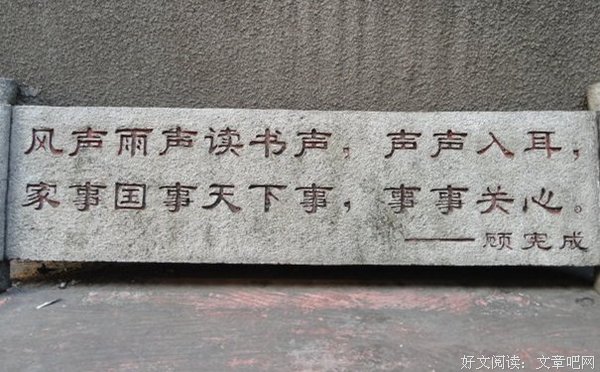 风声雨声读书声，声声入耳，
家事国事天下事，事事关心。
——顾宪成
好文阅读：文章吧网